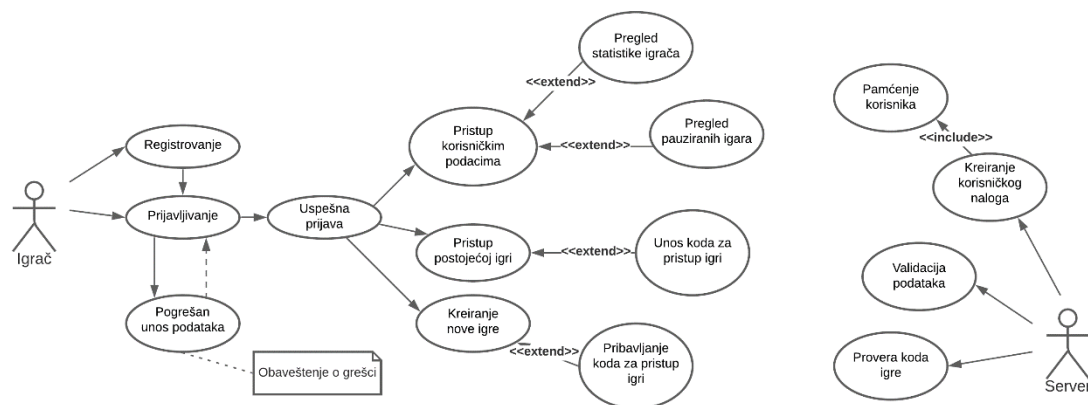 Pregled
statistike igrača
<<extend>>
Pristup
korisničkim
podacima
<<extend>>
Pregled
pauziranih igara
Registrovanje
Prijavljivanje
Uspešna
prijava
Igrač
Pristup
postojećoj igri
<<extend>>
Unos koda za
pristup igri
Pogrešan
unos podataka
Kreiranje
nove igre
<<extend>>
Pribavljanje
koda za pristup
igri
Obaveštenje o grešci
Pamćenje
korisnika
<<include>>
Kreiranje
korisničkog
naloga
Validacija
podataka
Provera koda
igre
Server